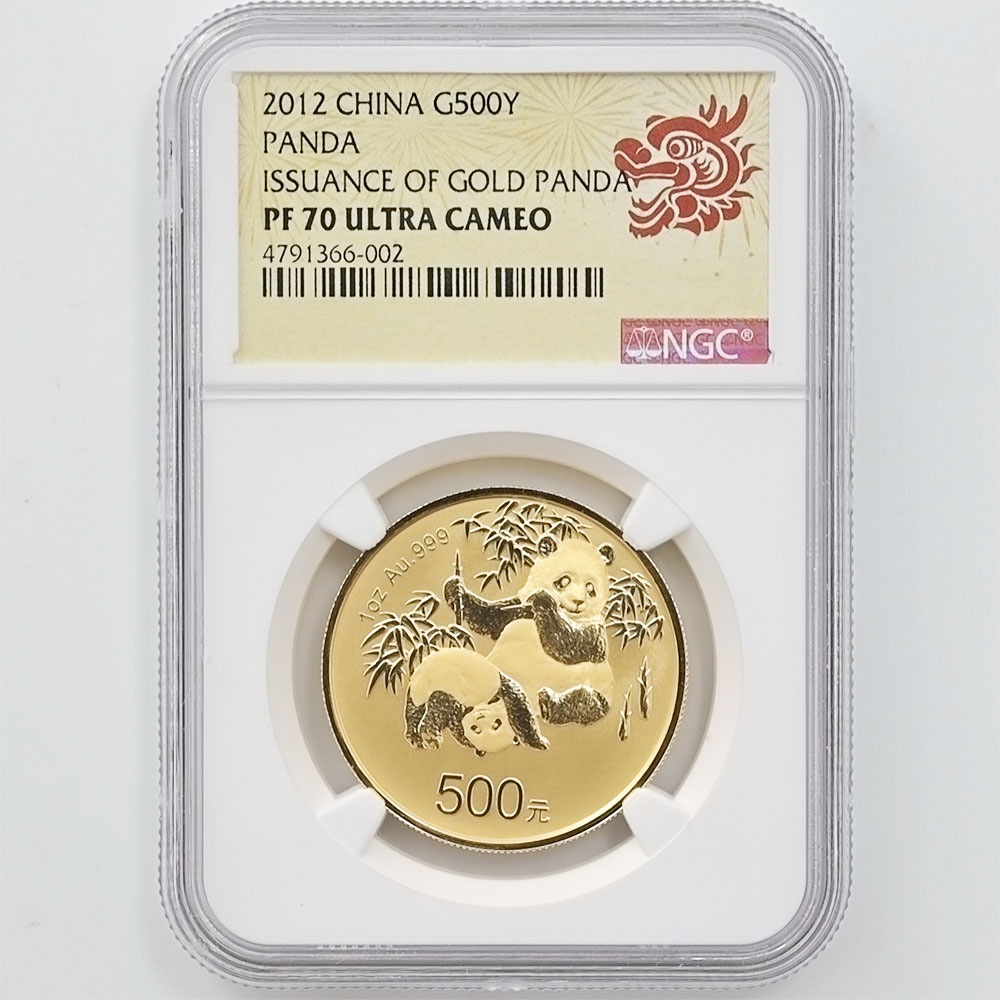 2012 CHINA G500Y
PANDA
ISSUANCE OF GOLD PANDA
PF 70 ULTRA CAMEO
4791366-002
NGC®
1oz Au.999
500元